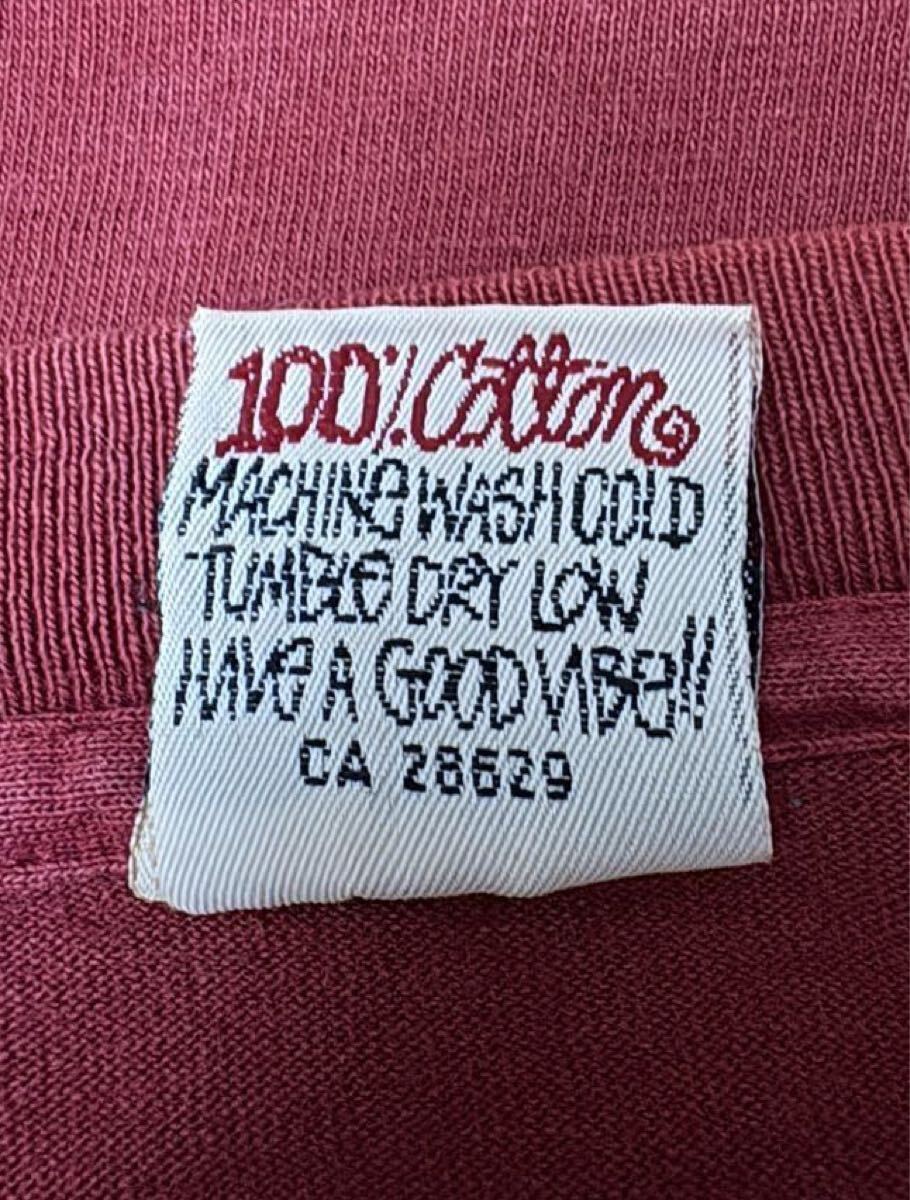 100% Cotton
MACHINe WASH COLD
TUMBLe DRY LOW
HAVe A GOOD VIBe!!
CA 28629